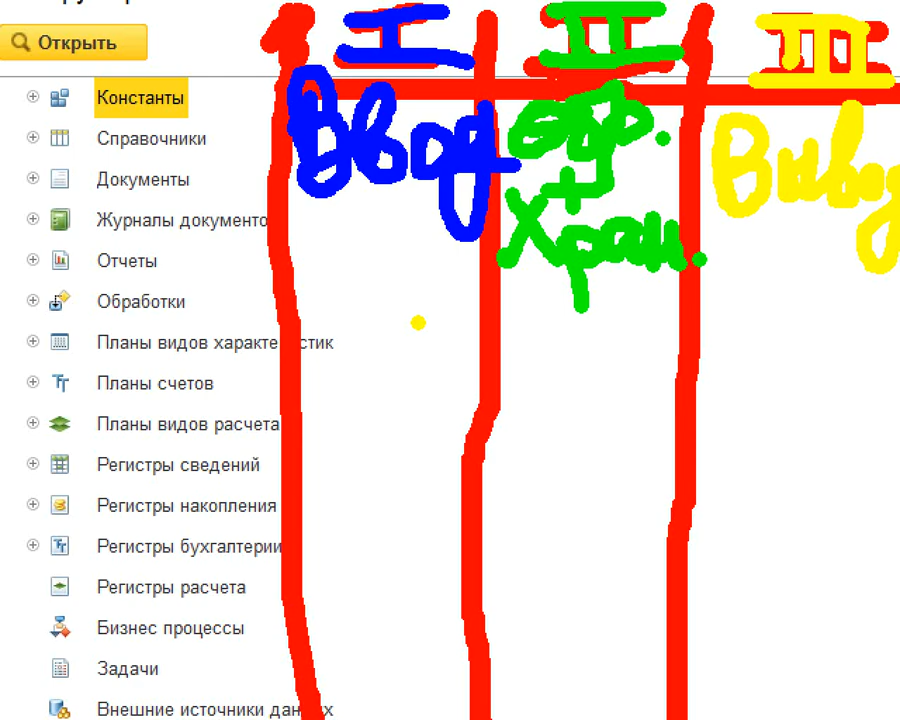 Открыть
I II III
Ввод обр. Вывод
+
хран.
Константы
Справочники
Документы
Журналы документо
Отчеты
Обработки
Планы видов характе стик
Планы счетов
Планы видов расчета
Регистры сведений
Регистры накопления
Регистры бухгалтерии
Регистры расчета
Бизнес процессы
Задачи
Внешние источники дан х